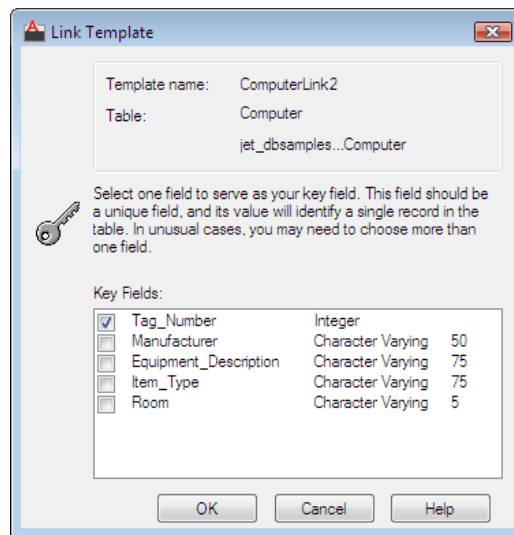 Link Template
Template name: ComputerLink2
Table: Computer
jet_dbsamples...Computer
Select one field to serve as your key field. This field should be
a unique field, and its value will identify a single record in the
table. In unusual cases, you may need to choose more than
one field.
Key Fields:
Tag_Number Integer
Manufacturer Character Varying 50
Equipment_Description Character Varying 75
Item_Type Character Varying 75
Room Character Varying 5
OK Cancel Help